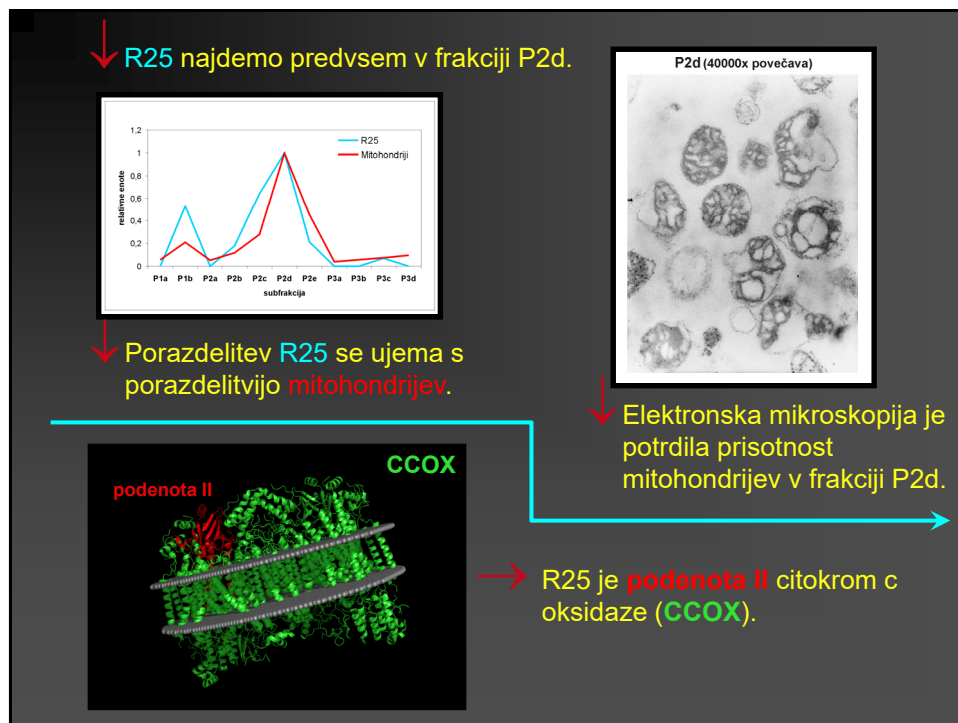 R25 najdemo predvsem v frakciji P2d.
1,2
1
0,8
0,6
0,4
0,2
0
relativne enote
R25
Mitohondriji
P1a P1b P2a P2b P2c P2d P2e P3a P3b P3c P3d
subfrakcija
P2d (40000x povečava)
Porazdelitev R25 se ujema s
porazdelitvijo mitohondrijev.
Elektronska mikroskopija je
potrdila prisotnost
mitohondrijev v frakciji P2d.
CCOX
podenota II
R25 je podenota II citokrom c
oksidaze (CCOX).